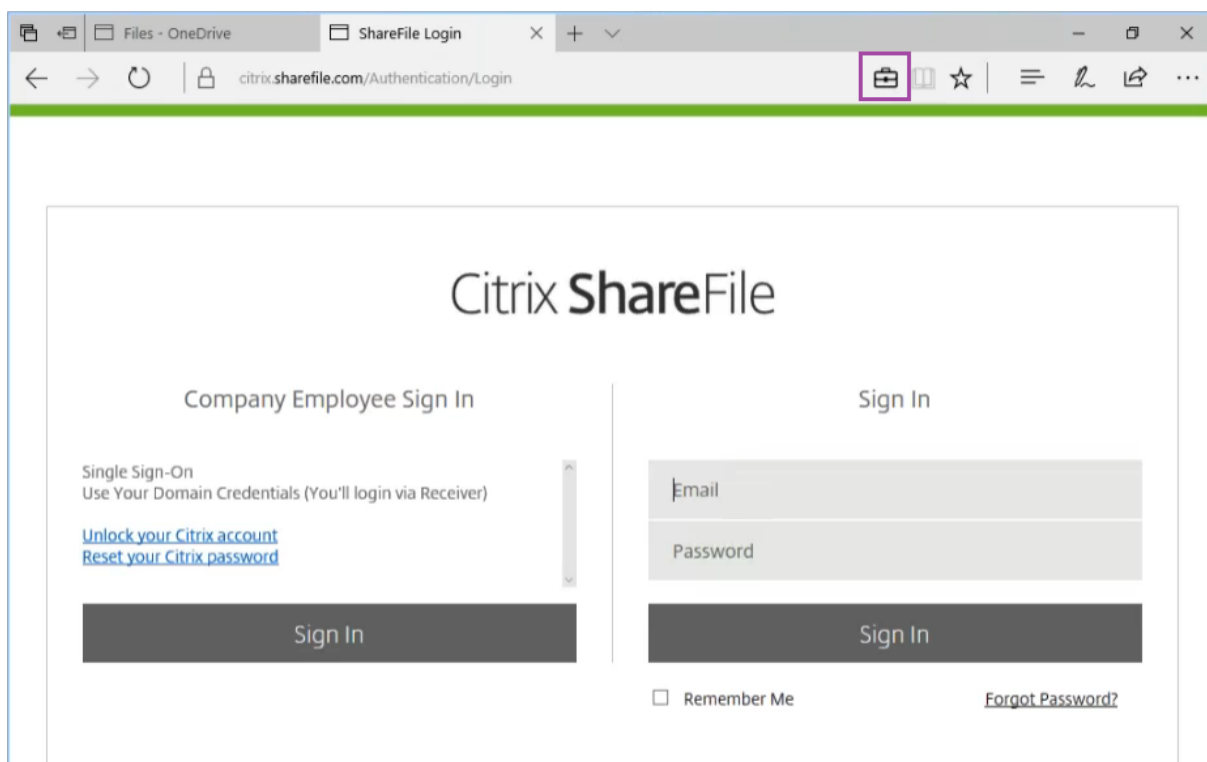 Files - OneDrive
ShareFile Login
citrix.sharefile.com/Authentication/Login
Citrix ShareFile
Company Employee Sign In
Single Sign-On
Use Your Domain Credentials (You'll login via Receiver)
Unlock your Citrix account
Reset your Citrix password
Sign In
Sign In
Email
Password
Sign In
Remember Me
Forgot Password?